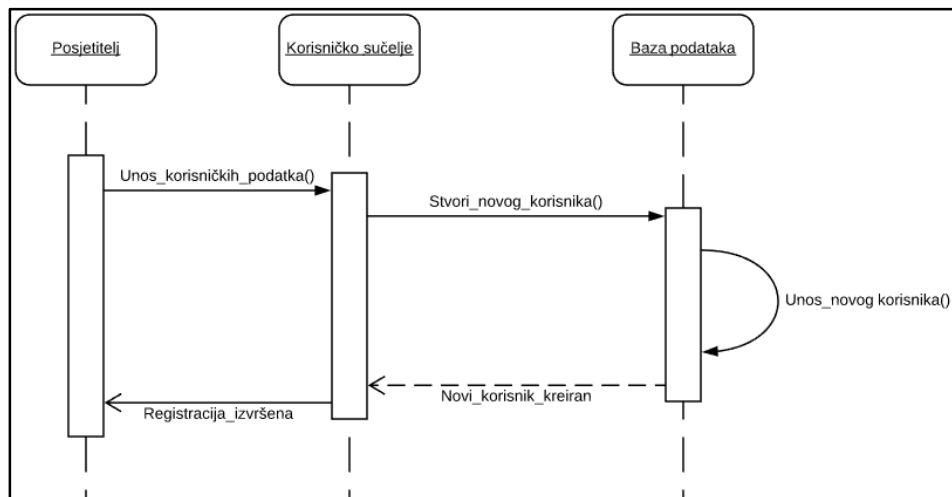 Posjetitelj
Korisničko sučelje
Baza podataka
Unos_korisničkih_podatka()
Stvori_novog_korisnika()
Unos_novog korisnika()
Novi_korisnik_kreiran
Registracija_izvršena